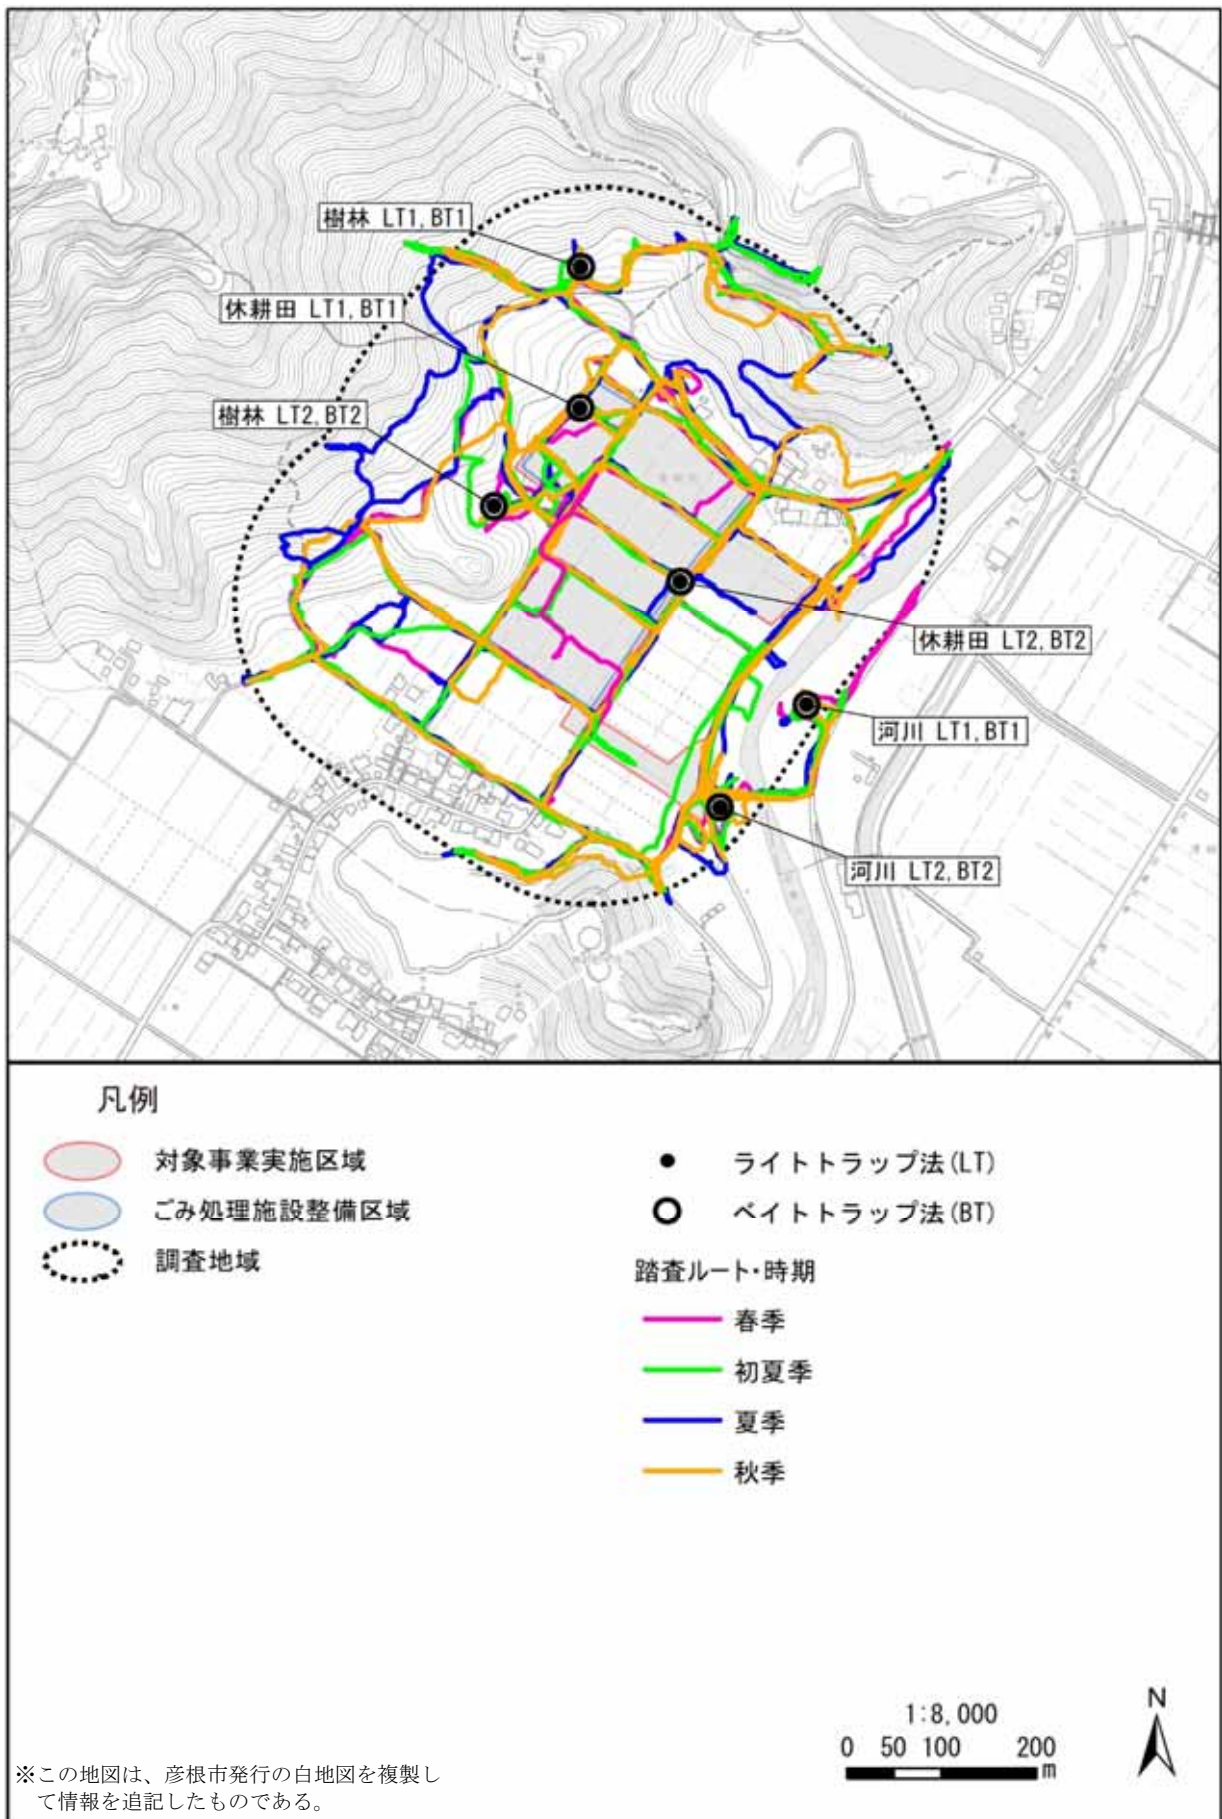 樹林 LT1, BT1
休耕田 LT1, BT1
樹林 LT2, BT2
休耕田 LT2, BT2
河川 LT1, BT1
河川 LT2, BT2
凡例
対象事業実施区域
ごみ処理施設整備区域
調査地域
ライトトラップ法(LT)
ベイトトラップ法(BT)
踏査ルート・時期
春季
初夏季
夏季
秋季
1:8,000
0 50 100 200
m
N
※この地図は、彦根市発行の白地図を複製し
て情報を追記したものである。